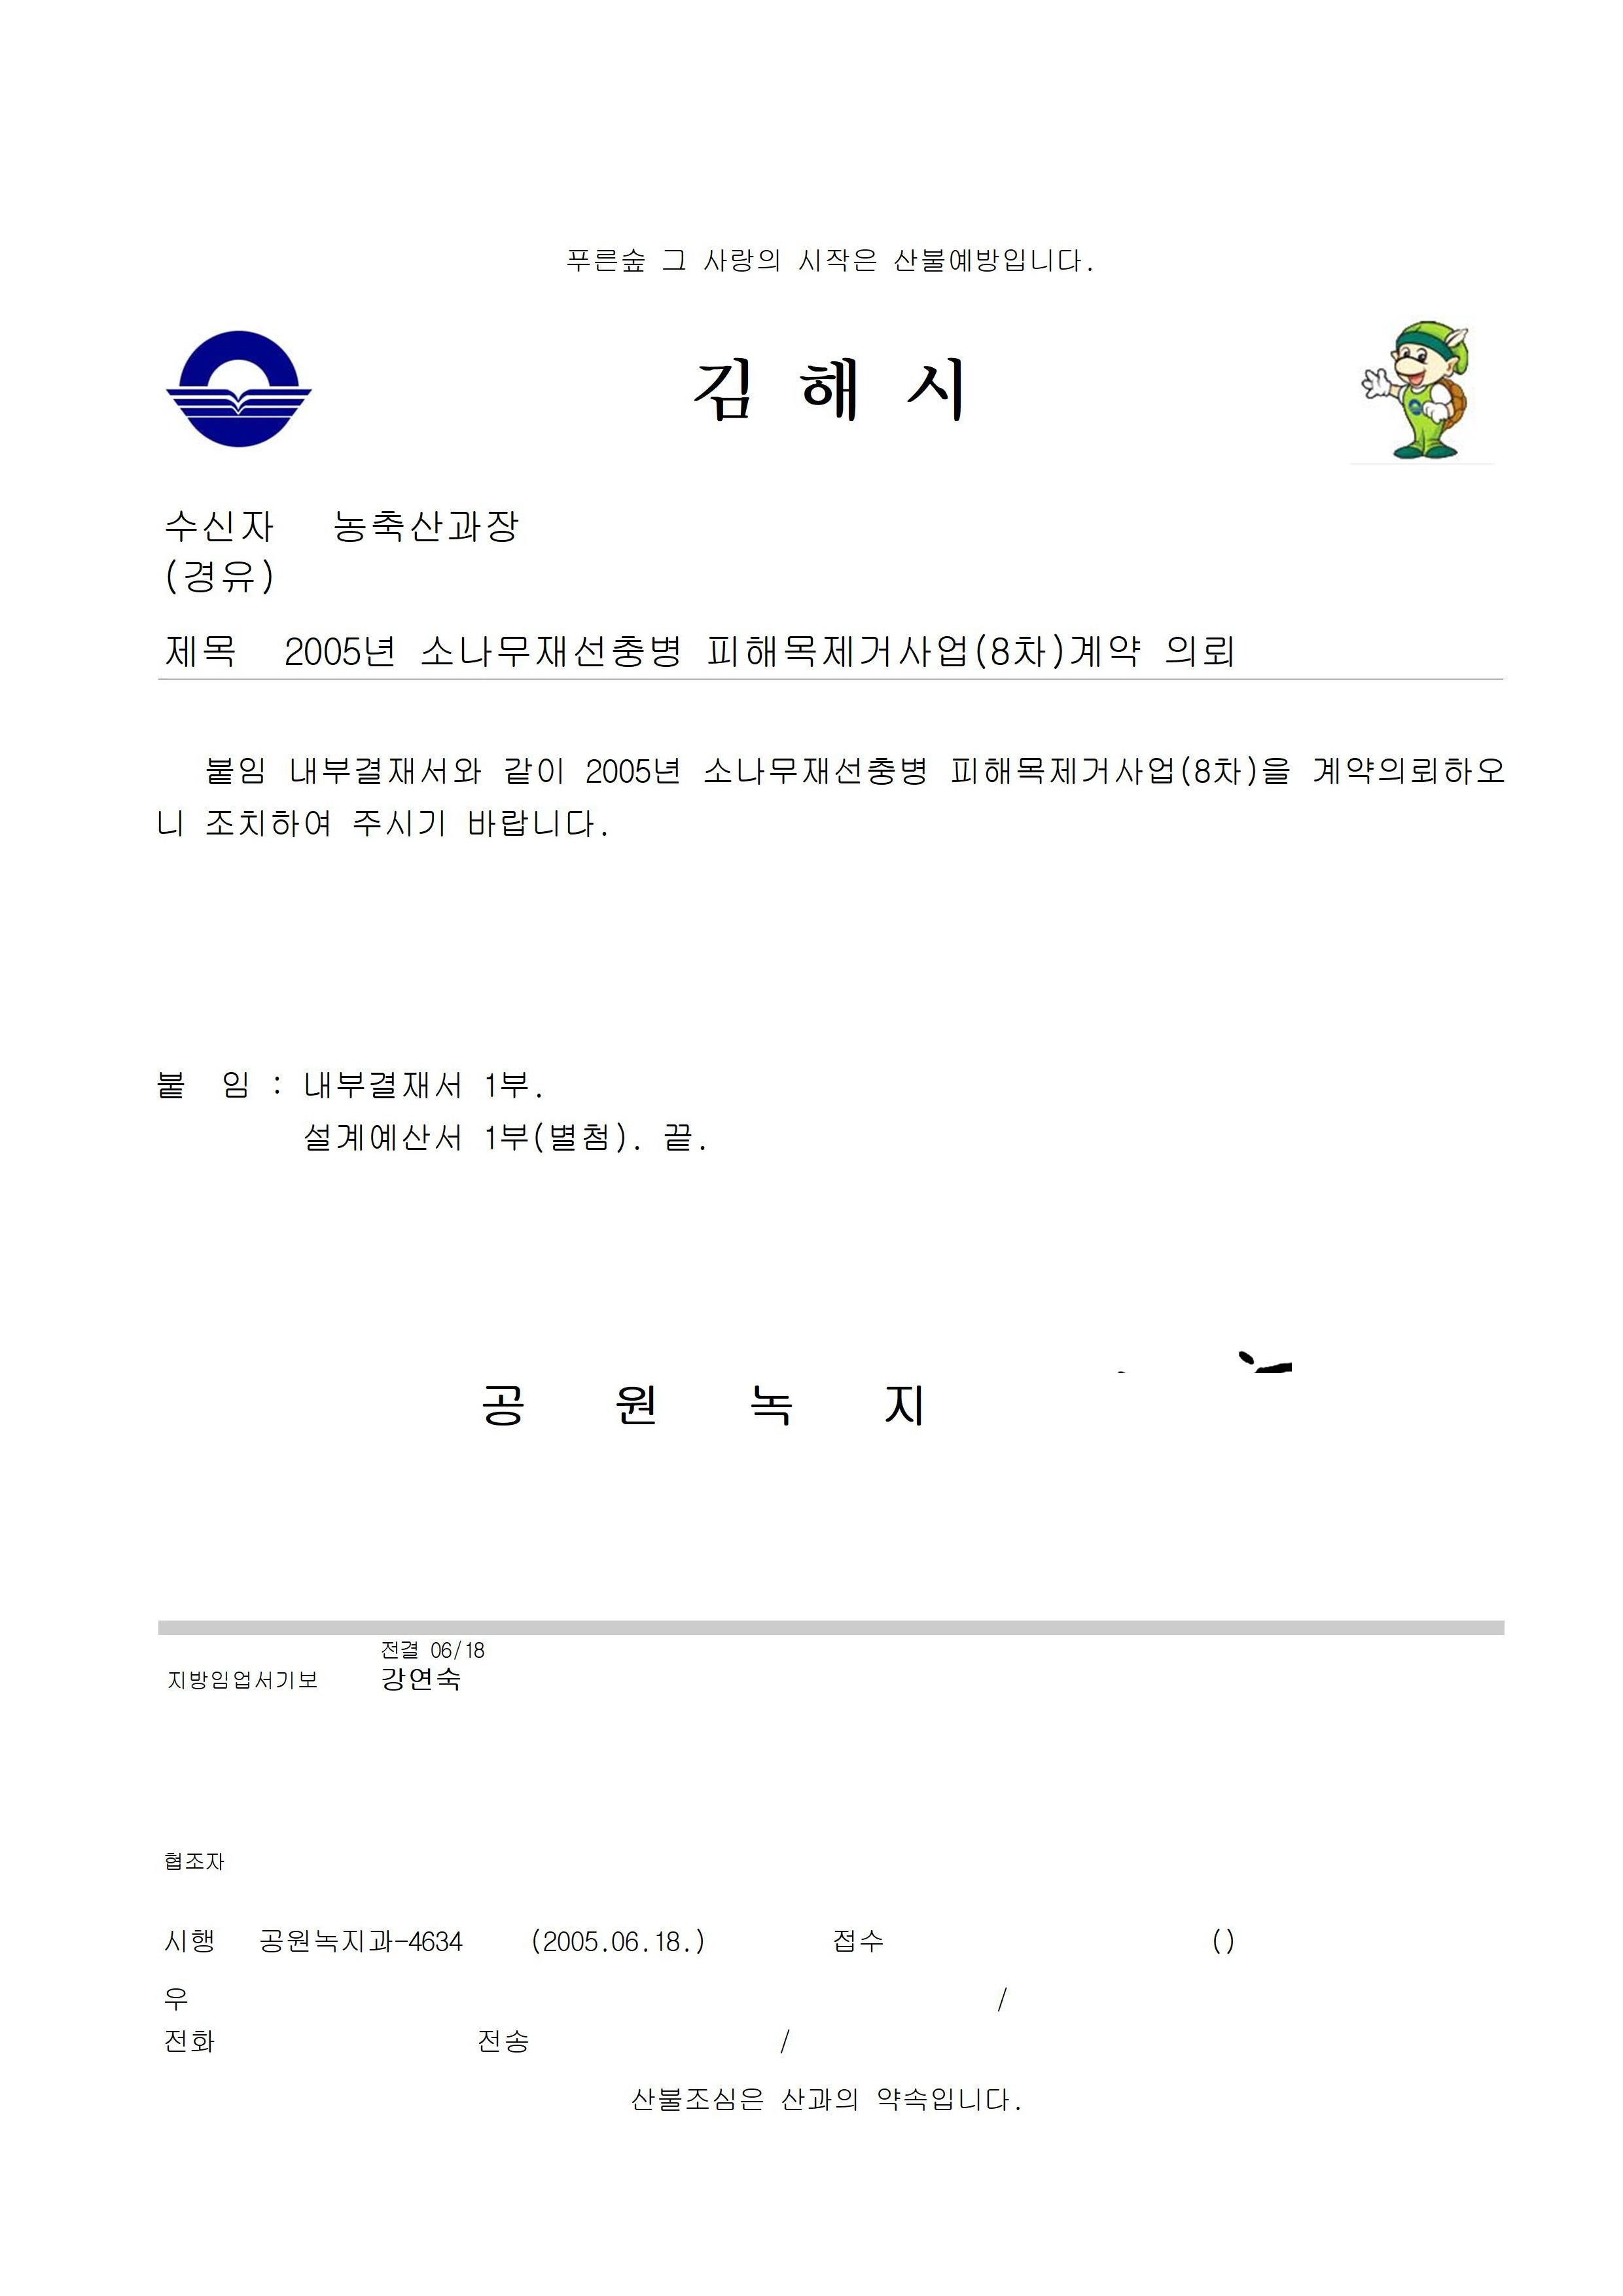 푸른숲 그 사랑의 시작은 산불예방입니다.
김 해 시
수신자 농축산과장
(경유)
제목 2005년 소나무재선충병 피해목제거사업(8차)계약 의뢰
붙임 내부결재서와 같이 2005년 소나무재선충병 피해목제거사업(8차)을 계약의뢰하오
니 조치하여 주시기 바랍니다.
붙 임 : 내부결재서 1부.
설계예산서 1부(별첨). 끝.
공 원 녹 지
전결 06/18
지방임업서기보 강연숙
협조자
시행 공원녹지과-4634 (2005.06.18.) 접수 ()
우 /
전화 전송 /
산불조심은 산과의 약속입니다.